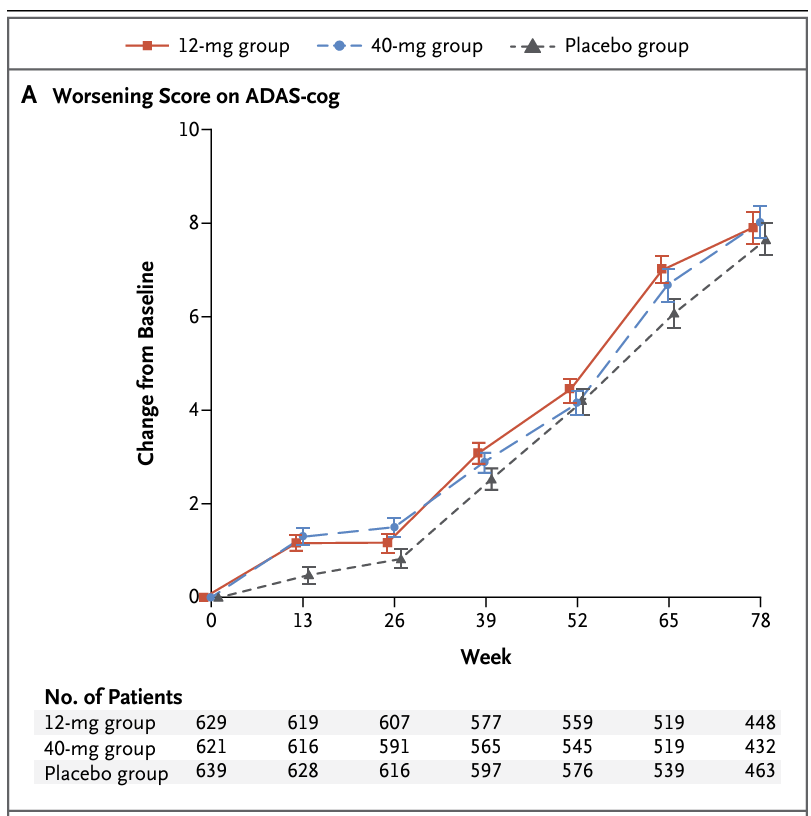 12-mg group 40-mg group Placebo group
A Worsening Score on ADAS-cog
10
8
6
4
2
0
Change from Baseline
0 13 26 39 52 65 78
Week
No. of Patients
12-mg group 629 619 607 577 559 519 448
40-mg group 621 616 591 565 545 519 432
Placebo group 639 628 616 597 576 539 463